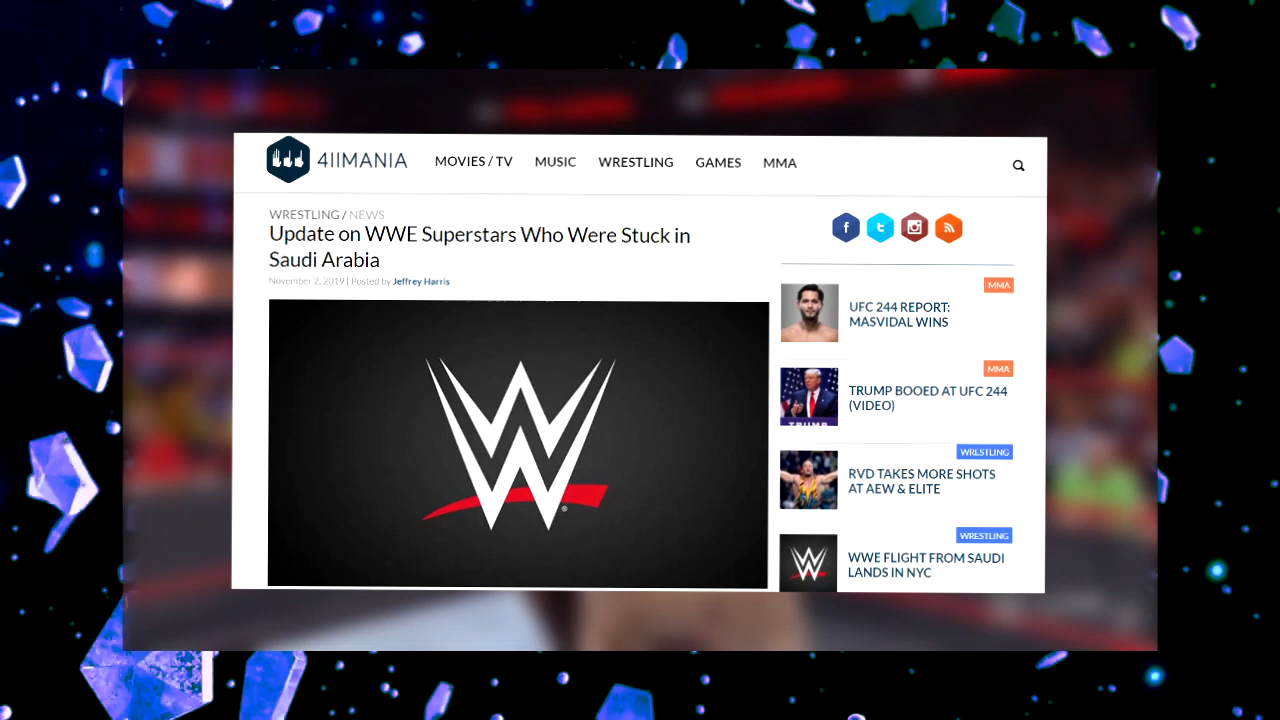 411MANIA
MOVIES / TV
MUSIC
WRESTLING
GAMES
MMA
WRESTLING / NEWS
Update on WWE Superstars Who Were Stuck in
Saudi Arabia
November 2, 2019 | Posted by Jeffrey Harris
W
®
f
t
MMA
UFC 244 REPORT:
MASVIDAL WINS
MMA
TRUMP BOOED AT UFC 244
(VIDEO)
TRUMP
WRESTLING
RVD TAKES MORE SHOTS
AT AEW & ELITE
WRESTLING
WWE FLIGHT FROM SAUDI
LANDS IN NYC
W